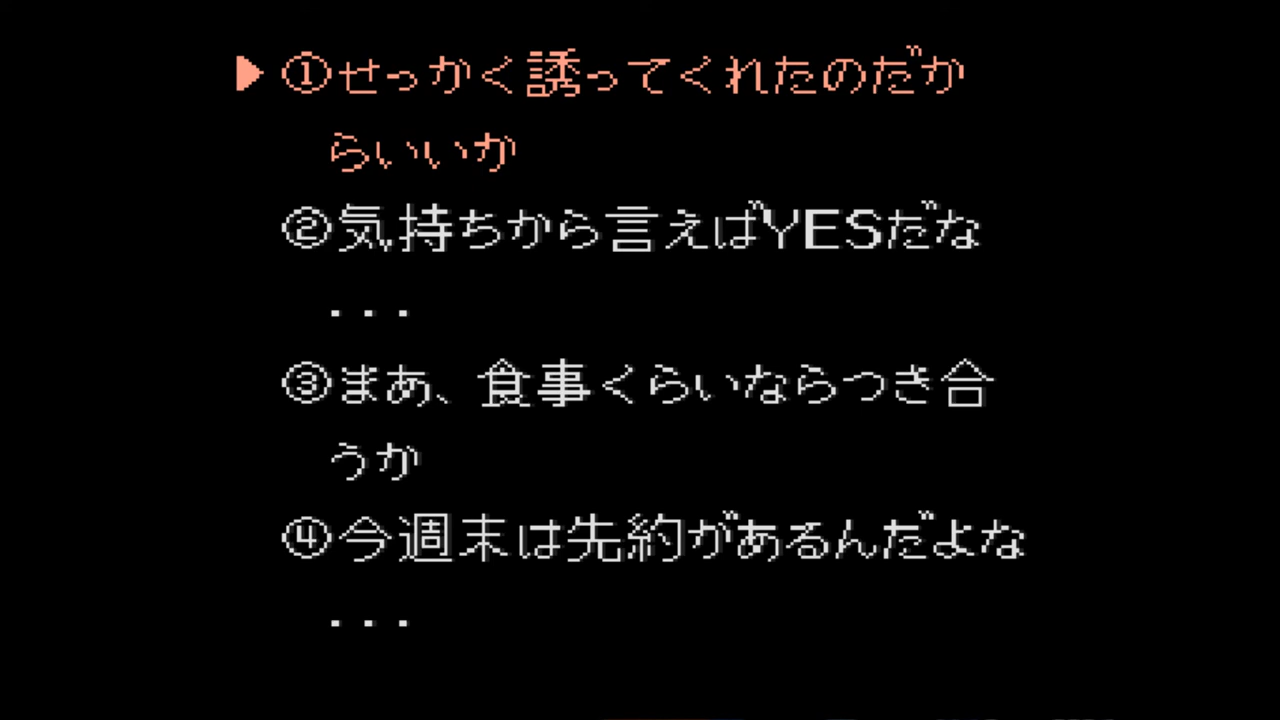 ▶①せっかく誘ってくれたのだか
らいいか
②気持ちから言えばYESだな
...
③まあ、食事くらいならつき合
うか
④今週末は先約があるんだよな
...